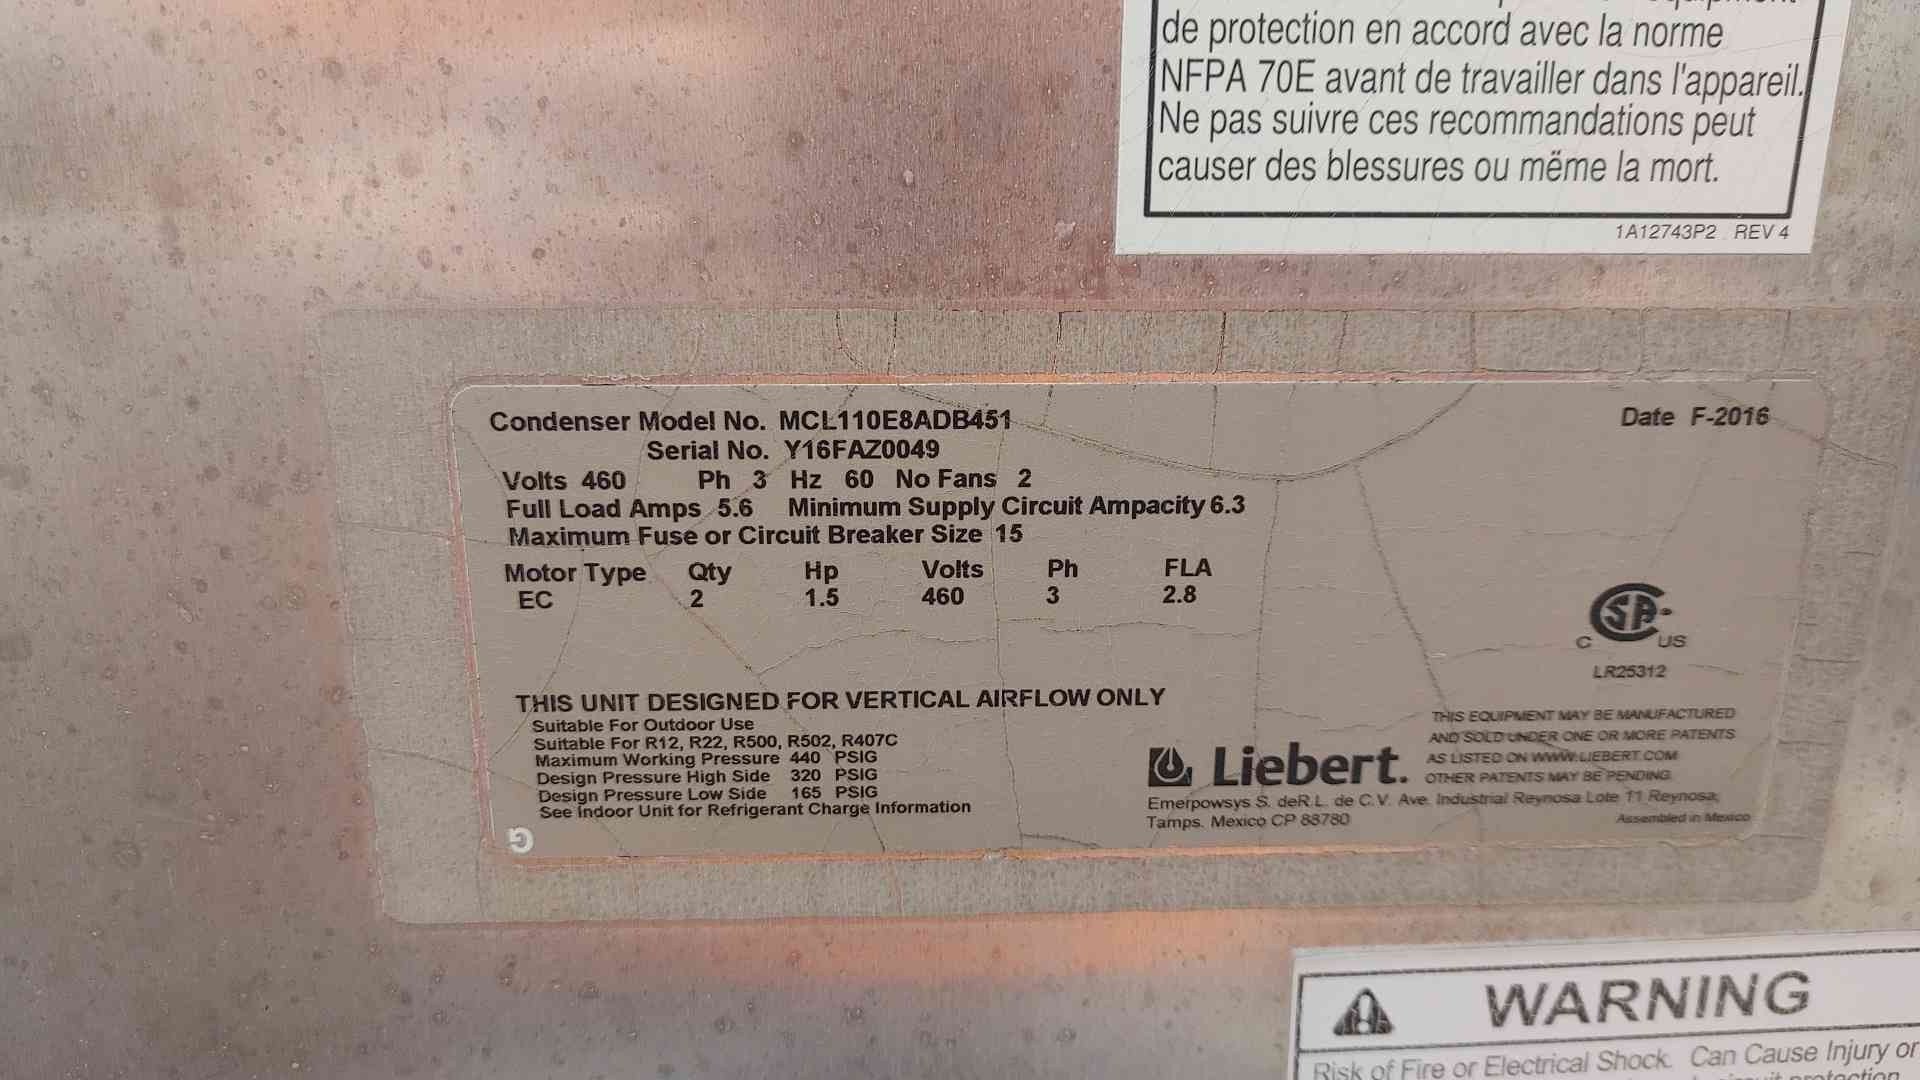 de protection en accord avec la norme
NFPA 70E avant de travailler dans l'appareil.
Ne pas suivre ces recommandations peut
causer des blessures ou mëme la mort.
1A12743P2 REV 4
Condenser Model No. MCL110E8ADB451
Date F-2016
Serial No. Y16FAZ0049
Volts 460 Ph 3 Hz 60 No Fans 2
Full Load Amps 5.6 Minimum Supply Circuit Ampacity 6.3
Maximum Fuse or Circuit Breaker Size 15
Motor Type Qty Hp Volts Ph FLA
EC 2 1.5 460 3 2.8
C US
LR25312
THIS UNIT DESIGNED FOR VERTICAL AIRFLOW ONLY
Suitable For Outdoor Use
Suitable For R12, R22, R500, R502, R407C
Maximum Working Pressure 440 PSIG
Design Pressure High Side 320 PSIG
Design Pressure Low Side 165 PSIG
See Indoor Unit for Refrigerant Charge Information
G
Liebert.
THIS EQUIPMENT MAY BE MANUFACTURED
AND SOLD UNDER ONE OR MORE PATENTS
AS LISTED ON WWW.LIEBERT.COM
OTHER PATENTS MAY BE PENDING.
Emerpowsys S. deR.L. de C.V. Ave. Industrial Reynosa Lote 11 Reynosa,
Tamps. Mexico CP 88780
Assembled in Mexico
WARNING
Risk of Fire or Electrical Shock. Can Cause Injury or